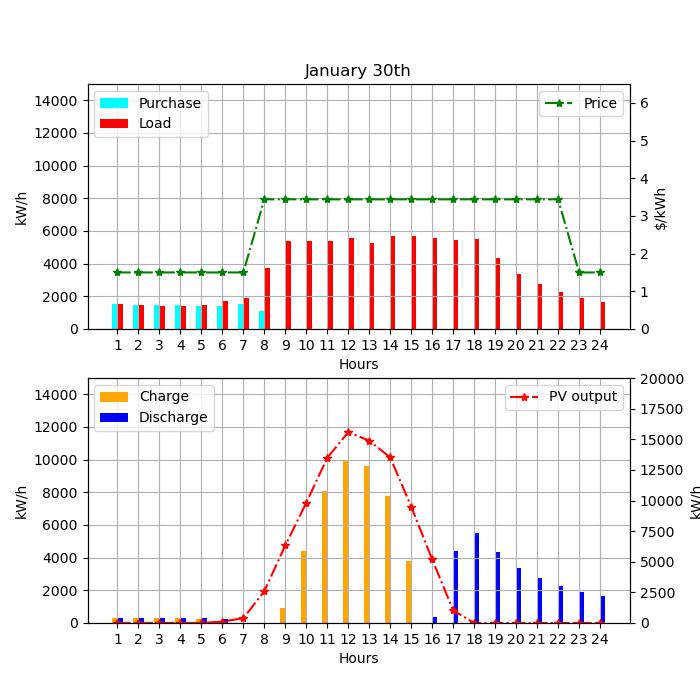 January 30th
14000
12000
10000
8000
6000
4000
2000
0
kW/h
Purchase
Load
Price
6
5
4
3
2
1
0
$/kWh
1 2 3 4 5 6 7 8 9 10 11 12 13 14 15 16 17 18 19 20 21 22 23 24
Hours
14000
12000
10000
8000
6000
4000
2000
0
kW/h
Charge
Discharge
PV output
20000
17500
15000
12500
10000
7500
5000
2500
0
kW/h
1 2 3 4 5 6 7 8 9 10 11 12 13 14 15 16 17 18 19 20 21 22 23 24
Hours